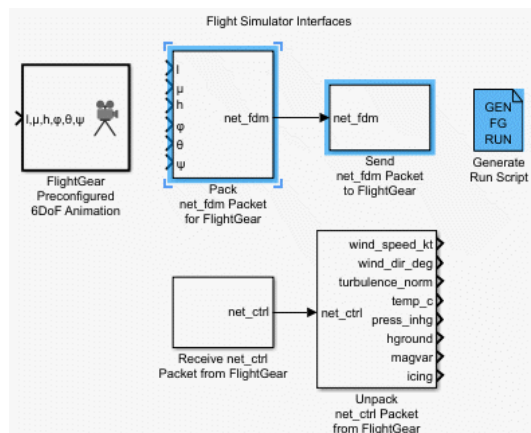 Flight Simulator Interfaces
l,μ,h,φ,θ,ψ
FlightGear
Preconfigured
6DoF Animation
l
μ
h
φ
θ
ψ
net_fdm
Pack
net_fdm Packet
for FlightGear
net_fdm
Send
net_fdm Packet
to FlightGear
GEN
FG
RUN
Generate
Run Script
net_ctrl
Receive net_ctrl
Packet from FlightGear
net_ctrl
wind_speed_kt
wind_dir_deg
turbulence_norm
temp_c
press_inhg
hground
magvar
icing
Unpack
net_ctrl Packet
from FlightGear